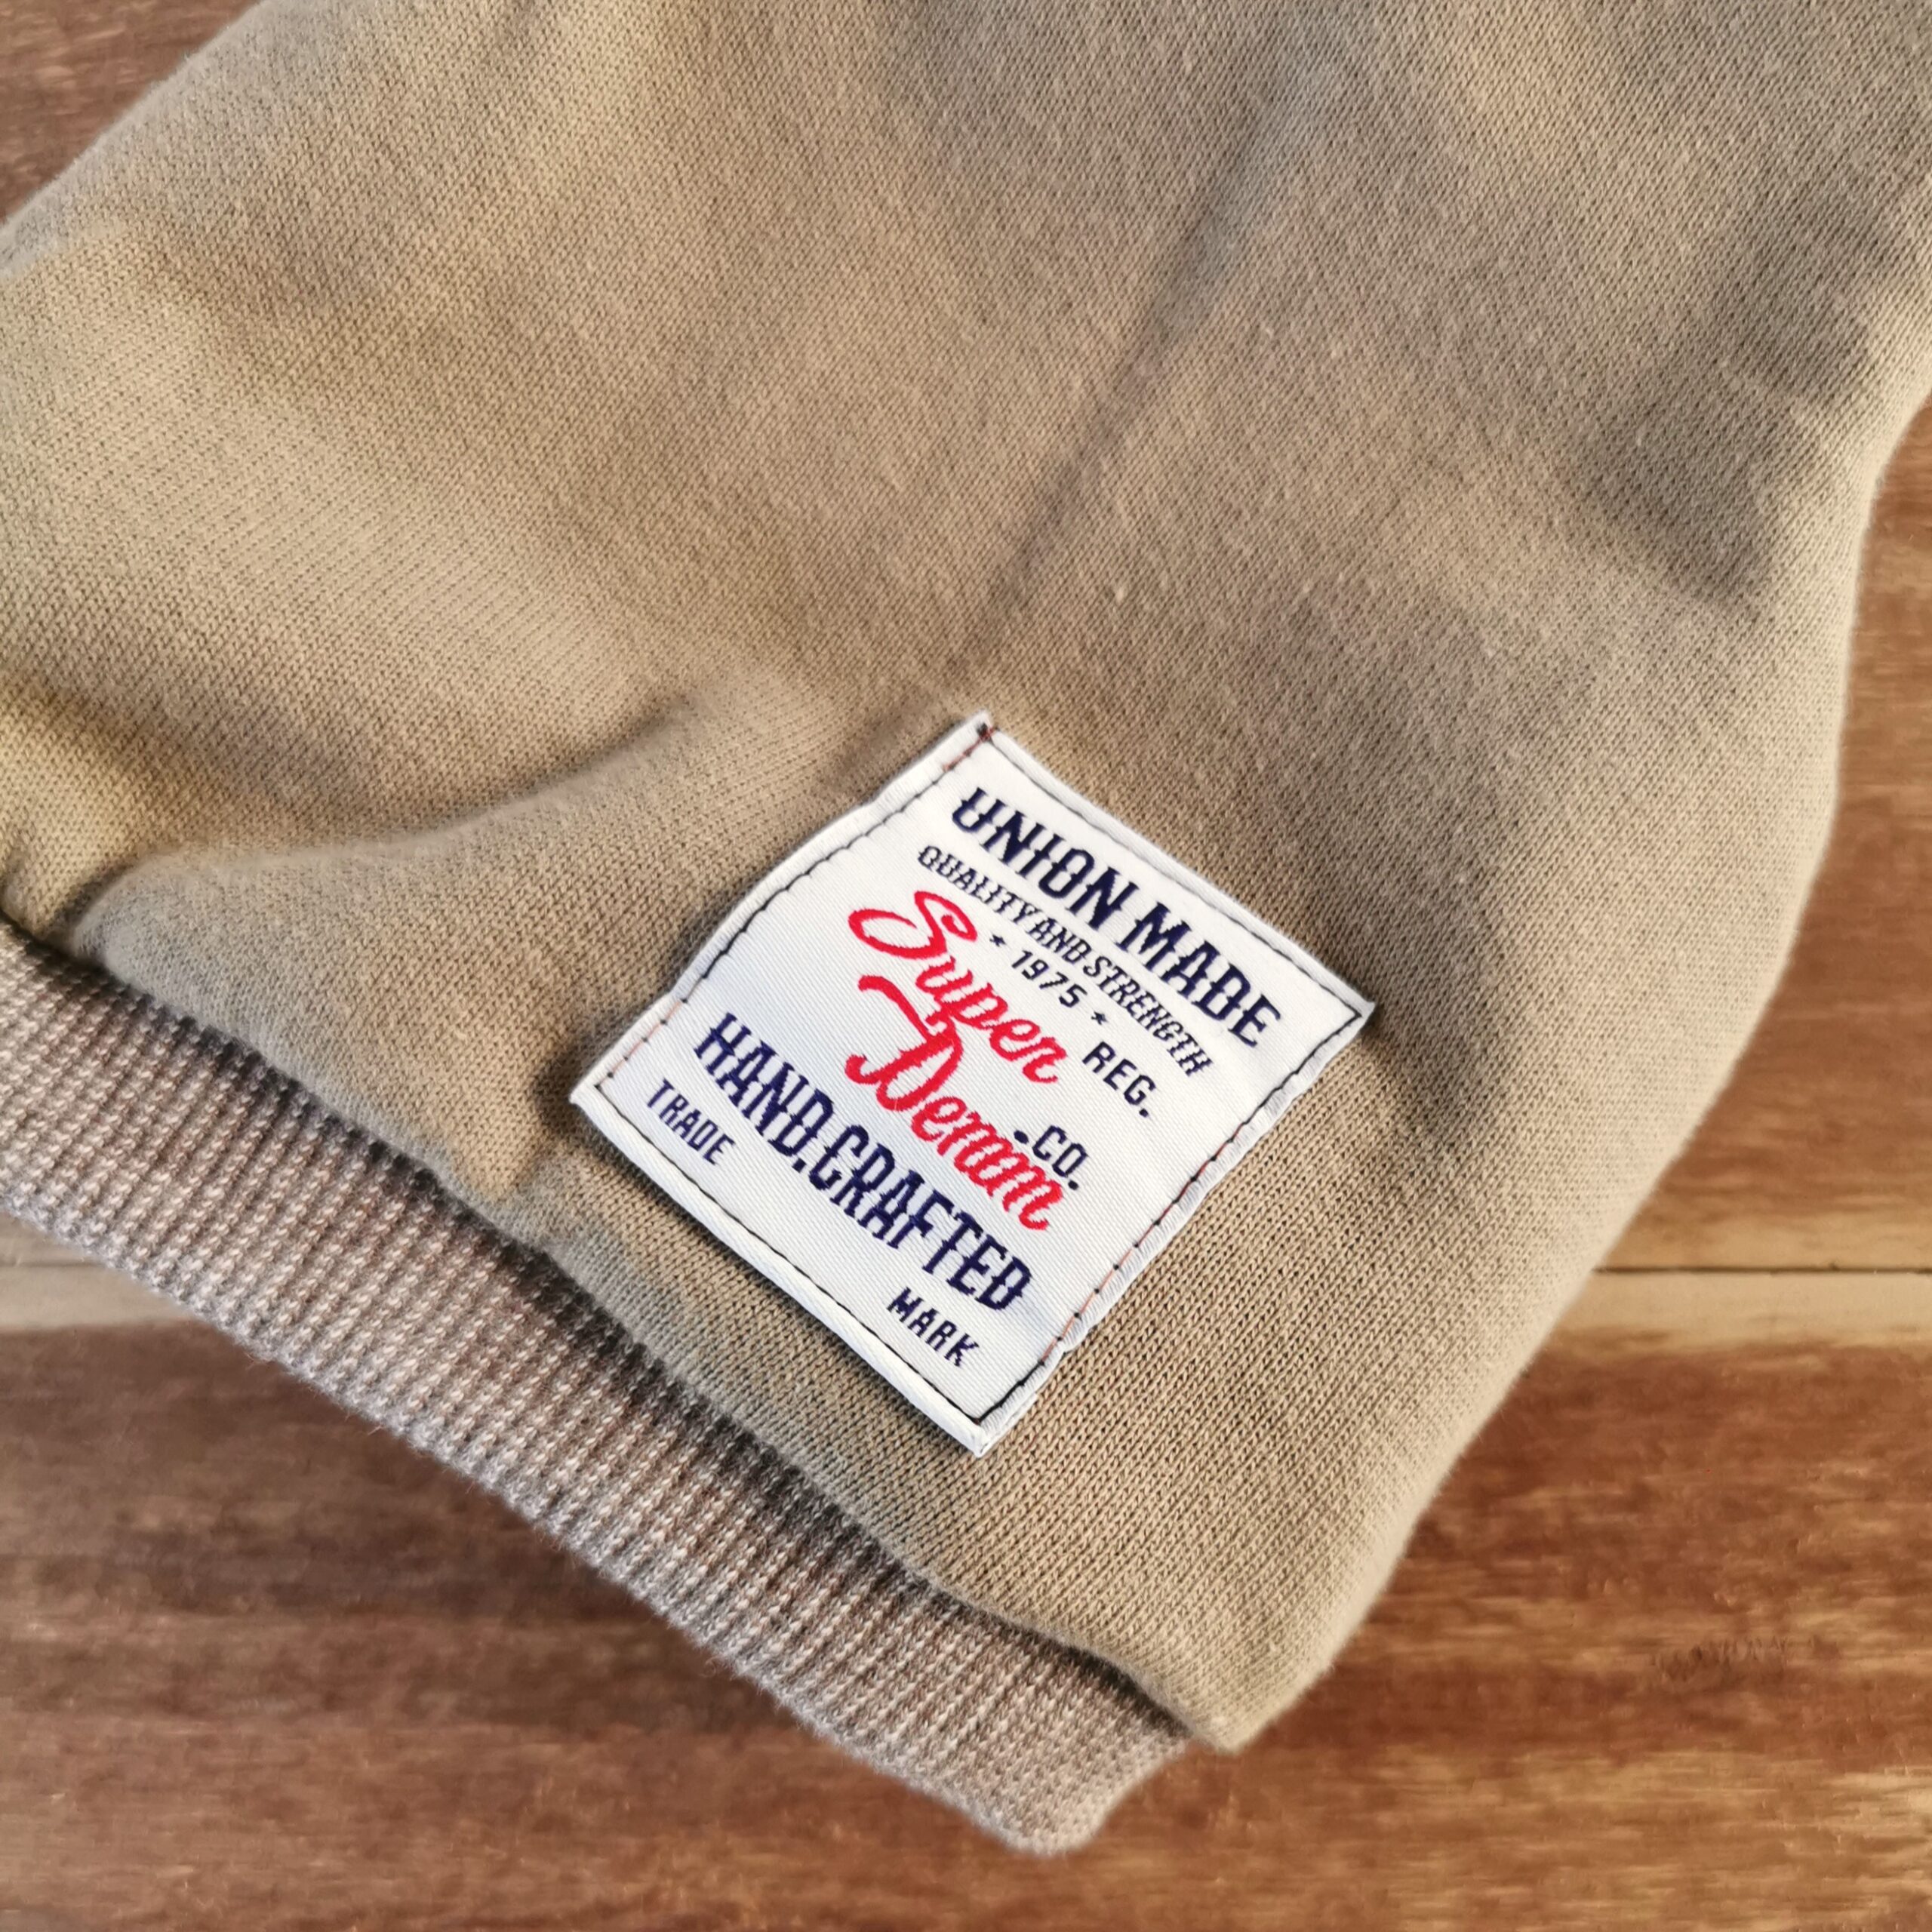 UNION MADE
QUALITY AND STRENGTH
★ 1975 ★
Super REG.
Denim .CO.
HAND.CRAFTED
TRADE MARK